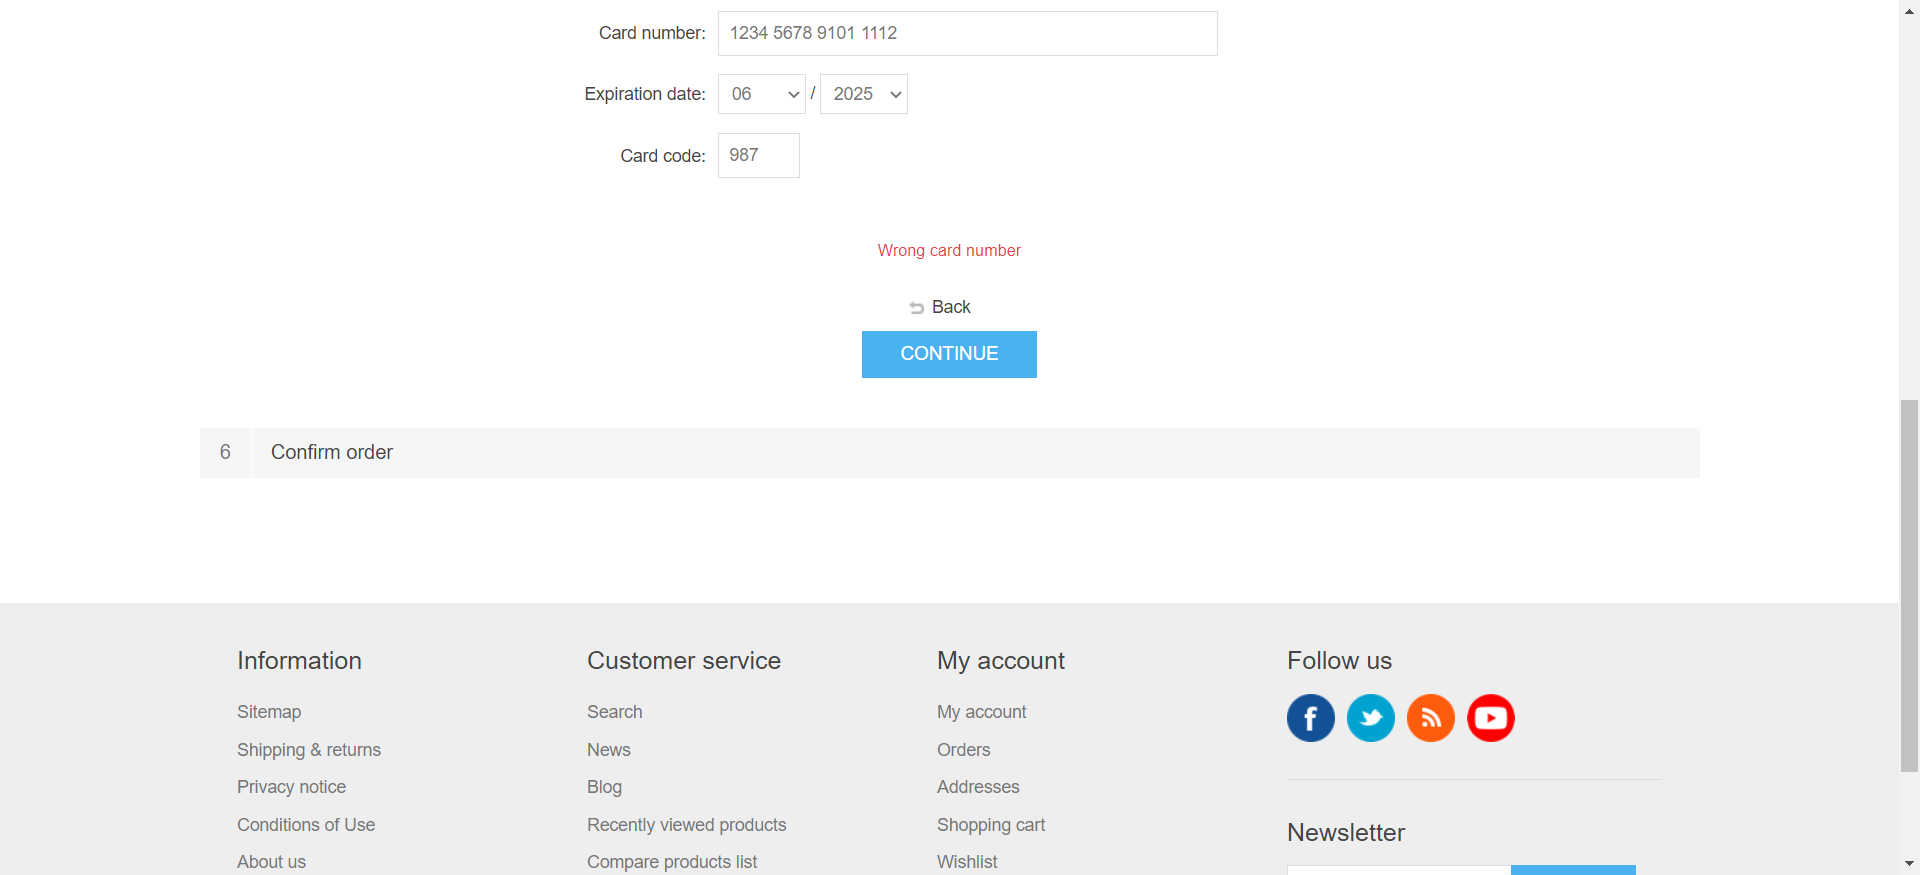 Card number: 1234 5678 9101 1112
Expiration date: 06 / 2025
Card code: 987
Wrong card number
Back
CONTINUE
6 Confirm order
Information
Sitemap
Shipping & returns
Privacy notice
Conditions of Use
About us
Customer service
Search
News
Blog
Recently viewed products
Compare products list
My account
My account
Orders
Addresses
Shopping cart
Wishlist
Follow us
Newsletter